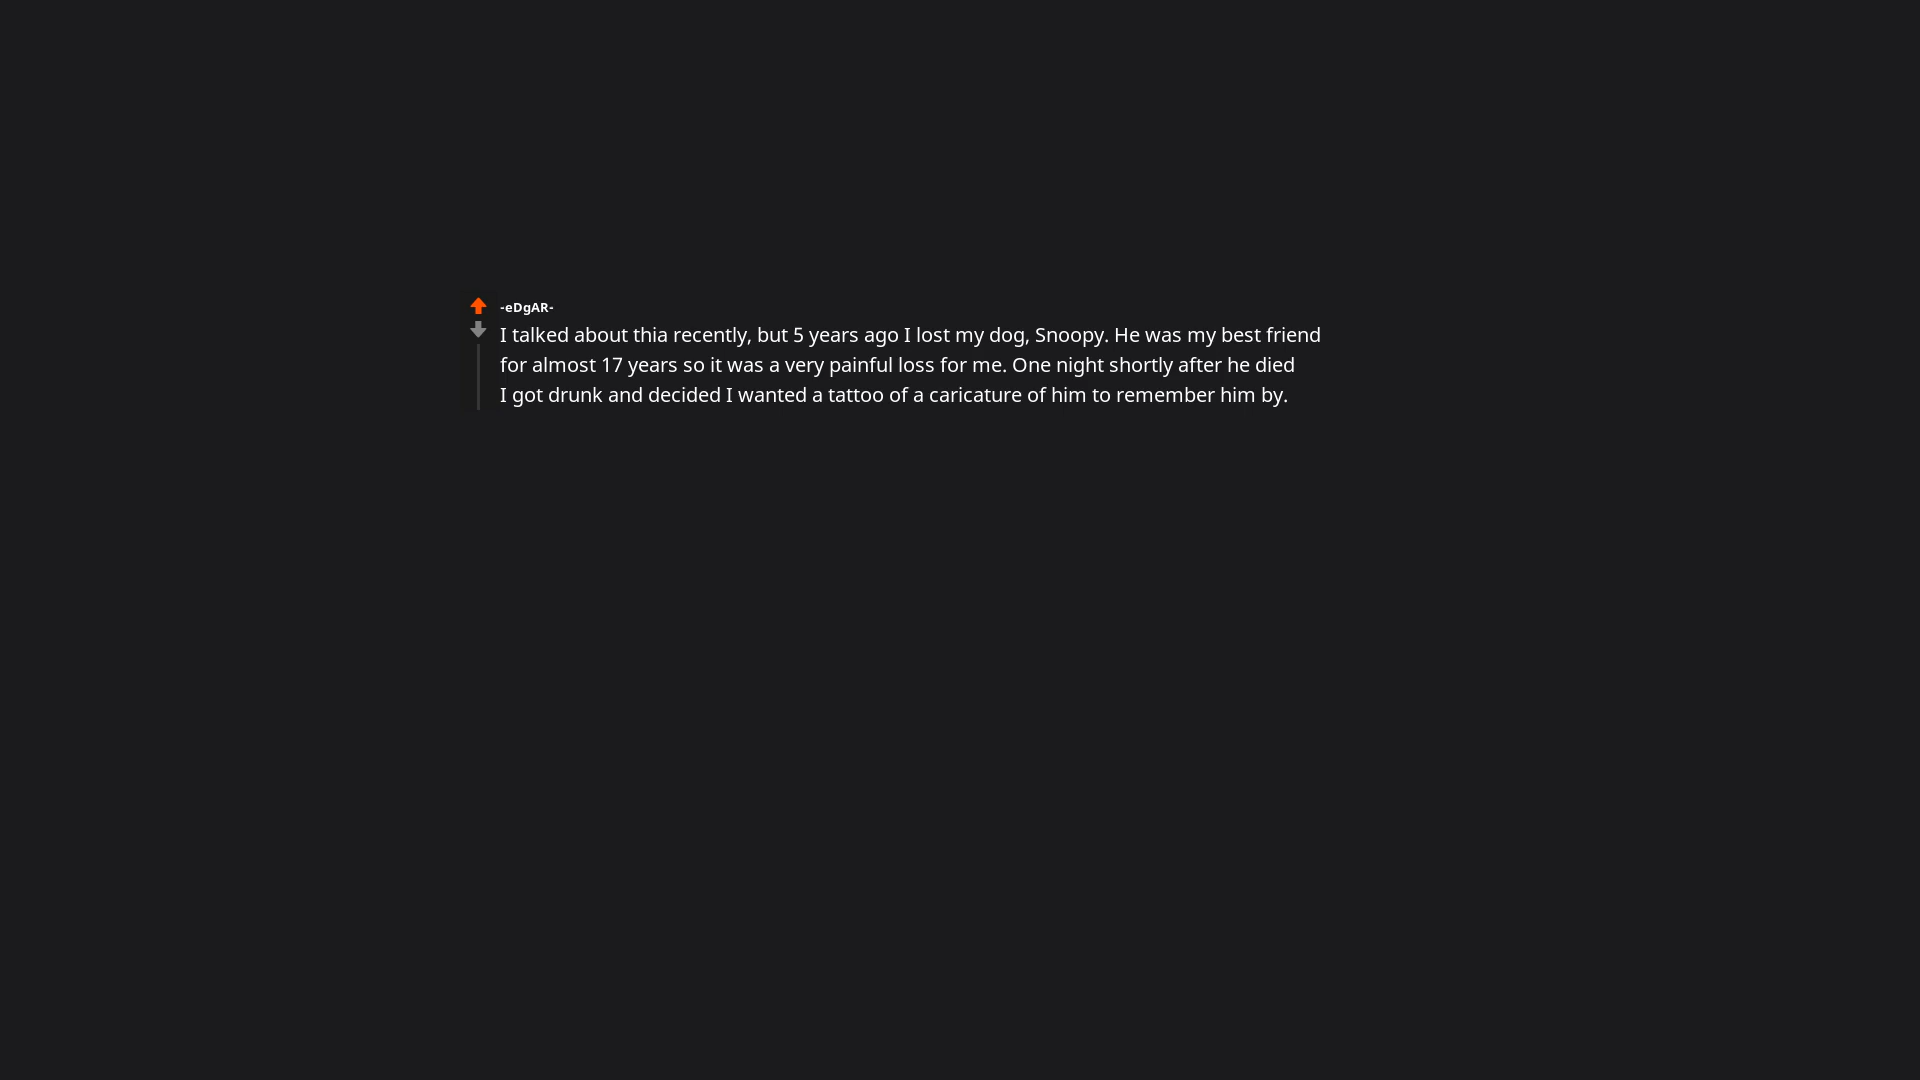 -eDgAR-
I talked about thia recently, but 5 years ago I lost my dog, Snoopy. He was my best friend
for almost 17 years so it was a very painful loss for me. One night shortly after he died
I got drunk and decided I wanted a tattoo of a caricature of him to remember him by.